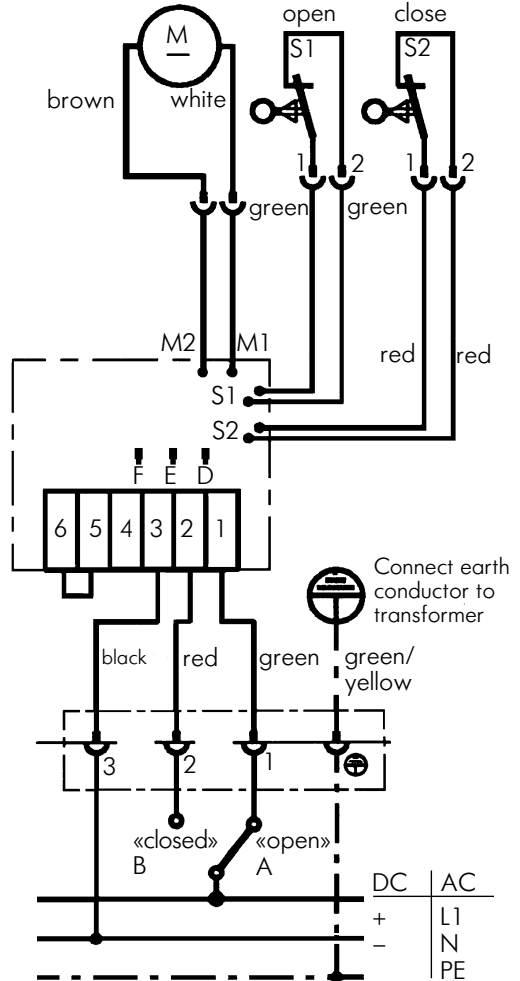 open close
M S1 S2
brown white
1 2 1 2
green green
M2 M1 red red
S1
S2
F E D
6 5 4 3 2 1
Connect earth
conductor to
transformer
black red green green/
yellow
3 2 1
«closed» «open»
B A
DC AC
+ L1
– N
PE